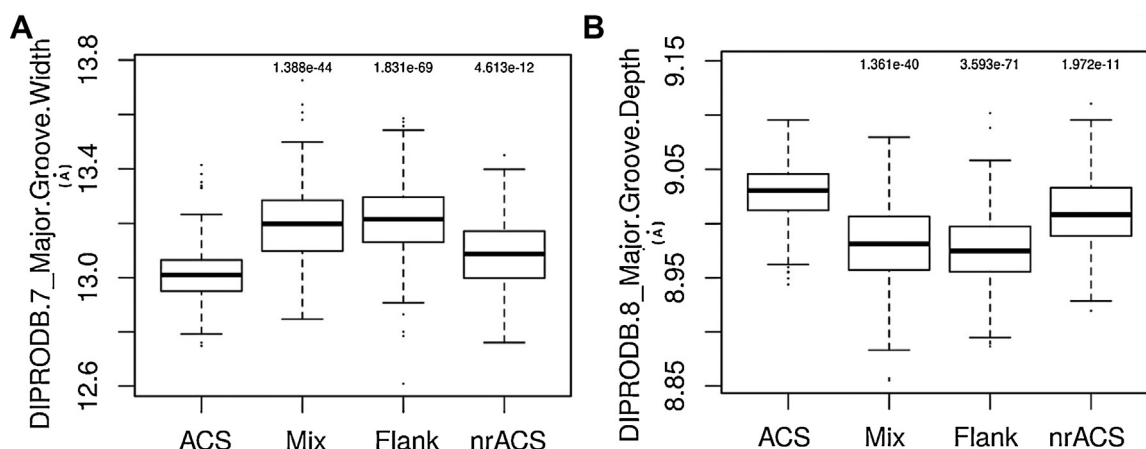 A
DIPRODB.7_Major.Groove.Width
(Å)
13.8
13.4
13.0
12.6
1.388e-44 1.831e-69 4.613e-12
ACS Mix Flank nrACS
B
DIPRODB.8_Major.Groove.Depth
(Å)
9.15
9.05
8.95
8.85
1.361e-40 3.593e-71 1.972e-11
ACS Mix Flank nrACS